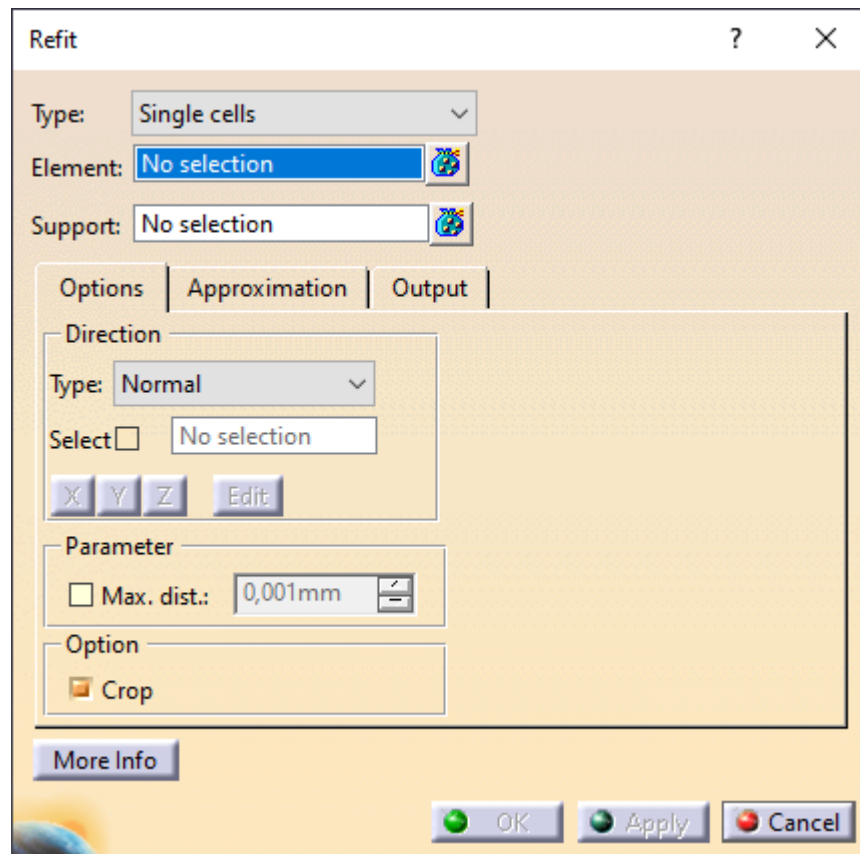 Refit ?
Type: Single cells
Element: No selection
Support: No selection
Options Approximation Output
Direction
Type: Normal
Select No selection
X Y Z Edit
Parameter
Max. dist.: 0,001mm
Option
Crop
More Info
OK Apply Cancel